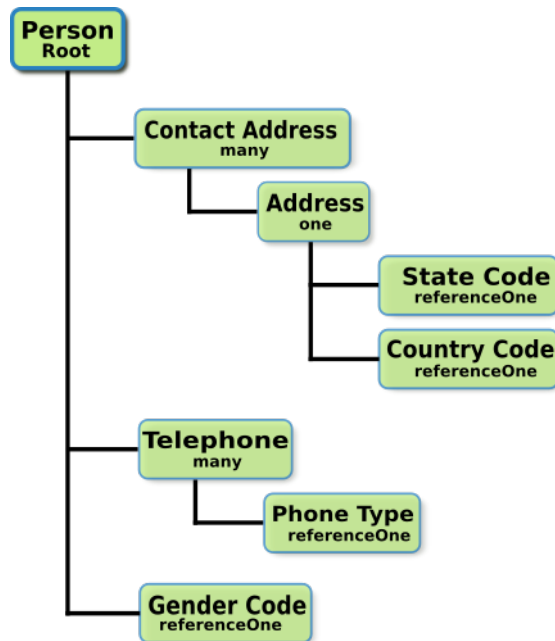 Person
Root
Contact Address
many
Address
one
State Code
referenceOne
Country Code
referenceOne
Telephone
many
Phone Type
referenceOne
Gender Code
referenceOne